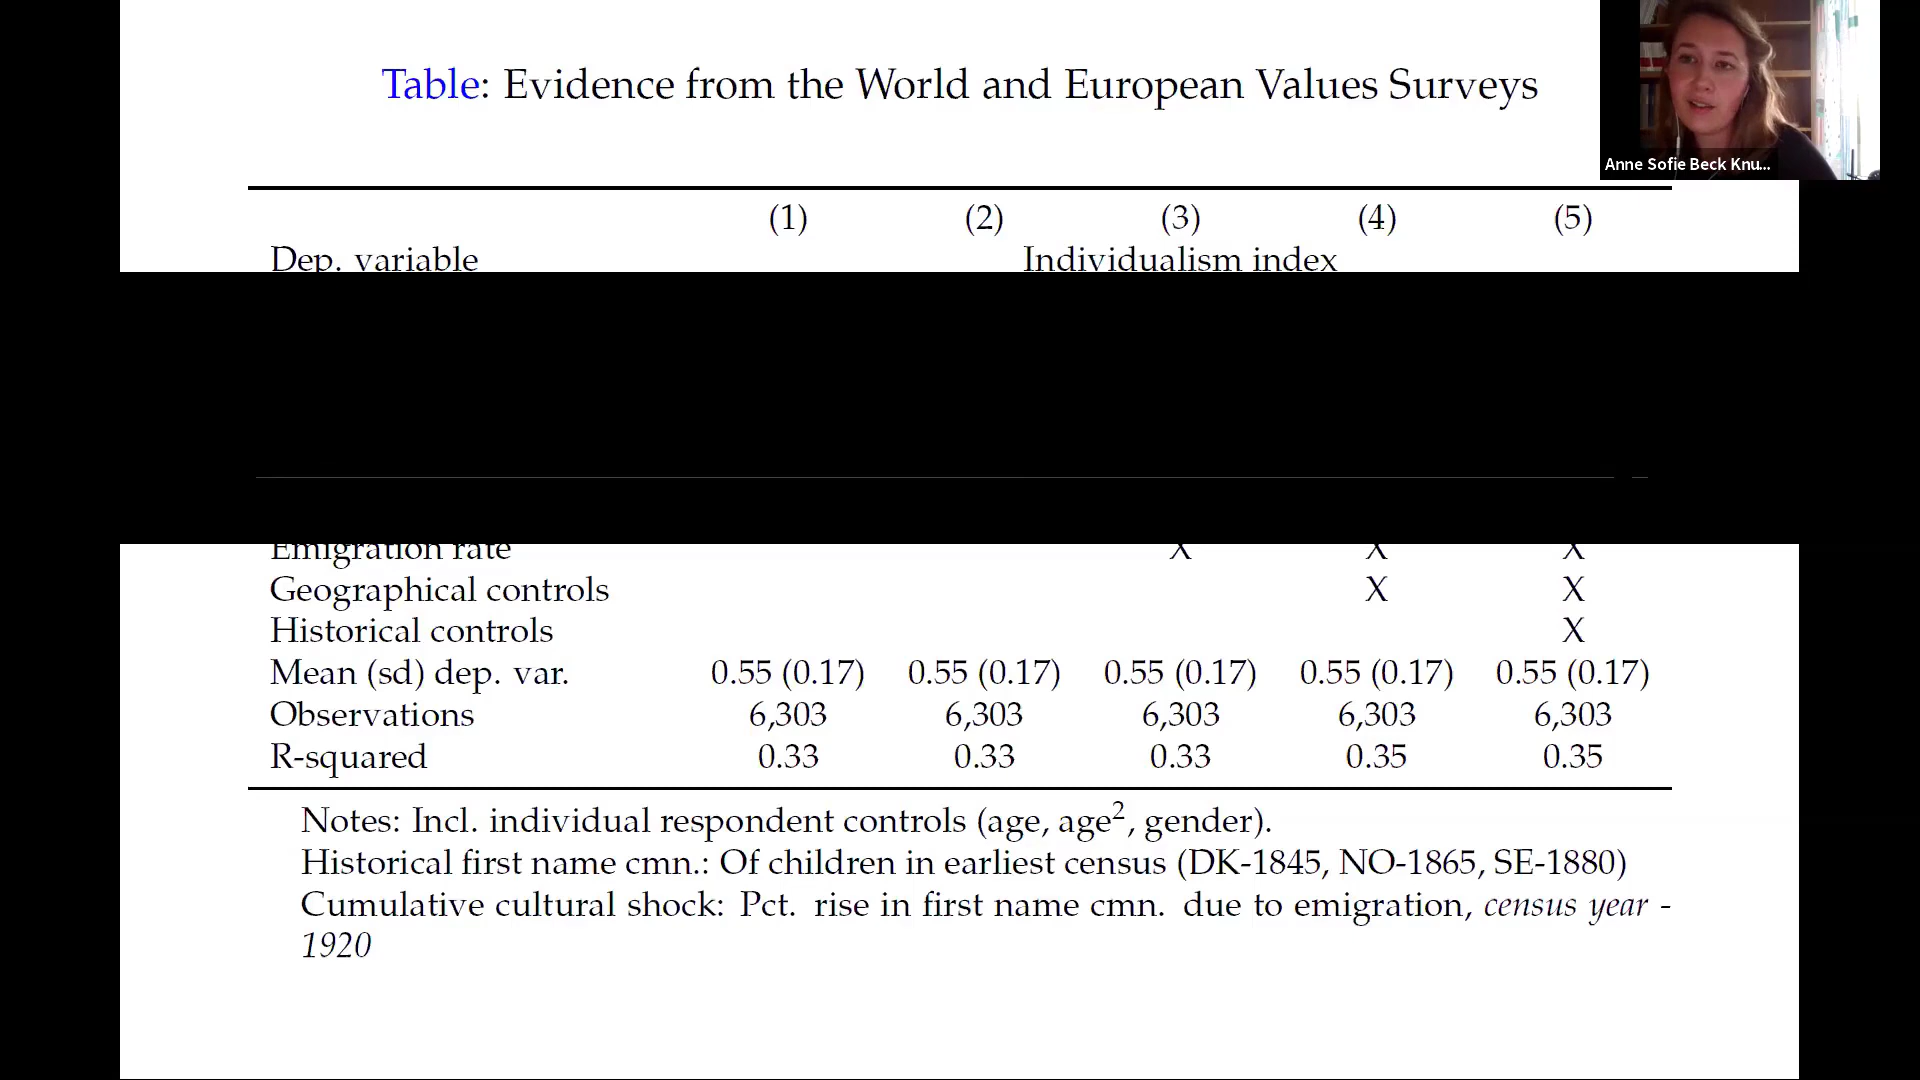 Table: Evidence from the World and European Values Surveys
Anne Sofie Beck Knu...
(1) (2) (3) (4) (5)
Dep. variable Individualism index
Emigration rate X X X
Geographical controls X X
Historical controls X
Mean (sd) dep. var. 0.55 (0.17) 0.55 (0.17) 0.55 (0.17) 0.55 (0.17) 0.55 (0.17)
Observations 6,303 6,303 6,303 6,303 6,303
R-squared 0.33 0.33 0.33 0.35 0.35
Notes: Incl. individual respondent controls (age, age², gender).
Historical first name cmn.: Of children in earliest census (DK-1845, NO-1865, SE-1880)
Cumulative cultural shock: Pct. rise in first name cmn. due to emigration, census year -
1920